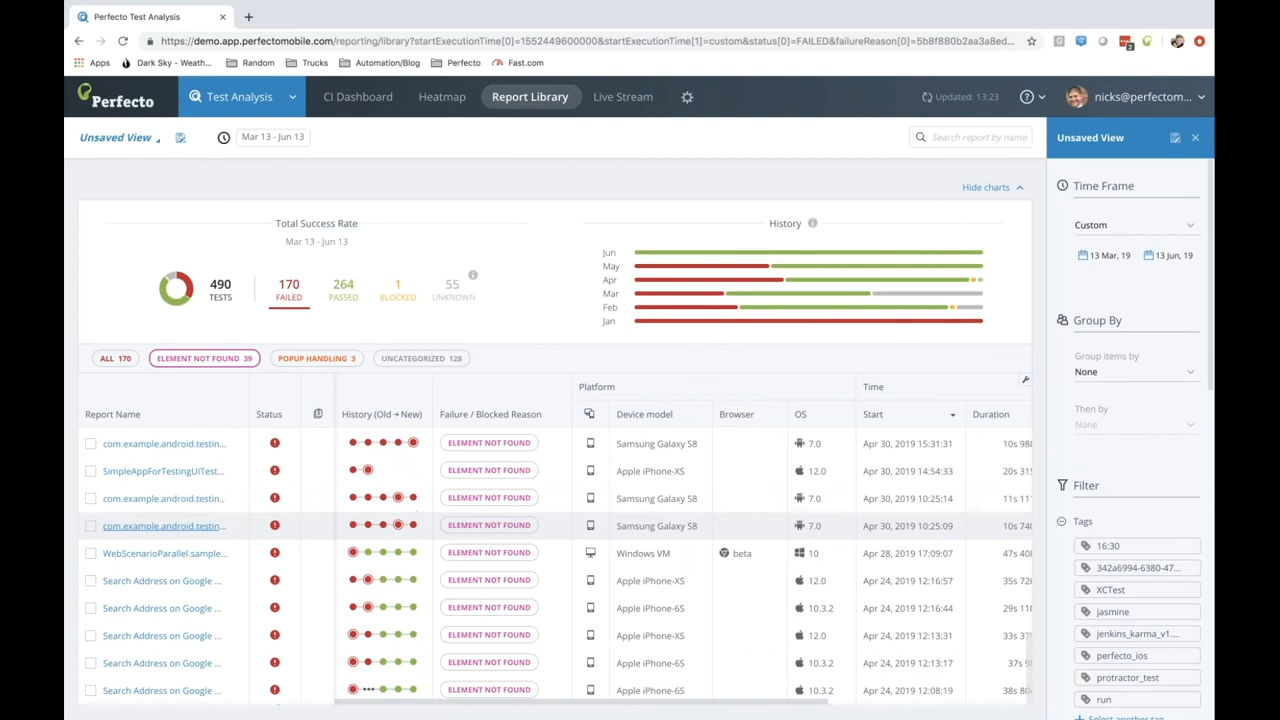 Perfecto Test Analysis
https://demo.app.perfectomobile.com/reporting/library?startExecutionTime[0]=1552449600000&startExecutionTime[1]=custom&status[0]=FAILED&failureReason[0]=5b8f880b2aa3a8ed...
Apps Dark Sky - Weath... Random Trucks Automation/Blog Perfecto Fast.com
Perfecto Test Analysis CI Dashboard Heatmap Report Library Live Stream Updated: 13:23 nicks@perfectom...
Unsaved View Mar 13 - Jun 13 Search report by name Unsaved View
Hide charts
Total Success Rate
Mar 13 - Jun 13
490 TESTS
170 FAILED
264 PASSED
1 BLOCKED
55 UNKNOWN
History
Jun
May
Apr
Mar
Feb
Jan
ALL 170 ELEMENT NOT FOUND 39 POPUP HANDLING 3 UNCATEGORIZED 128
Platform Time
Report Name Status History (Old → New) Failure / Blocked Reason Device model Browser OS Start Duration
com.example.android.testin... ELEMENT NOT FOUND Samsung Galaxy S8 7.0 Apr 30, 2019 15:31:31 10s 98
SimpleAppForTestingUITest... ELEMENT NOT FOUND Apple iPhone-XS 12.0 Apr 30, 2019 14:54:33 20s 315
com.example.android.testin... ELEMENT NOT FOUND Samsung Galaxy S8 7.0 Apr 30, 2019 10:25:14 11s 111
com.example.android.testin... ELEMENT NOT FOUND Samsung Galaxy S8 7.0 Apr 30, 2019 10:25:09 10s 740
WebScenarioParallel.sample... ELEMENT NOT FOUND Windows VM beta 10 Apr 28, 2019 17:09:07 47s 40
Search Address on Google ... ELEMENT NOT FOUND Apple iPhone-XS 12.0 Apr 24, 2019 12:16:57 35s 72
Search Address on Google ... ELEMENT NOT FOUND Apple iPhone-6S 10.3.2 Apr 24, 2019 12:16:44 29s 110
Search Address on Google ... ELEMENT NOT FOUND Apple iPhone-XS 12.0 Apr 24, 2019 12:13:31 33s 37
Search Address on Google ... ELEMENT NOT FOUND Apple iPhone-6S 10.3.2 Apr 24, 2019 12:13:17 37s
Search Address on Google ... ELEMENT NOT FOUND Apple iPhone-6S 10.3.2 Apr 24, 2019 12:08:19 38s 80
Time Frame
Custom
13 Mar, 19 13 Jun, 19
Group By
Group items by
None
Then by
None
Filter
Tags
16:30
342a6994-6380-47...
XCTest
jasmine
jenkins_karma_v1....
perfecto_ios
protractor_test
run
Select another tag